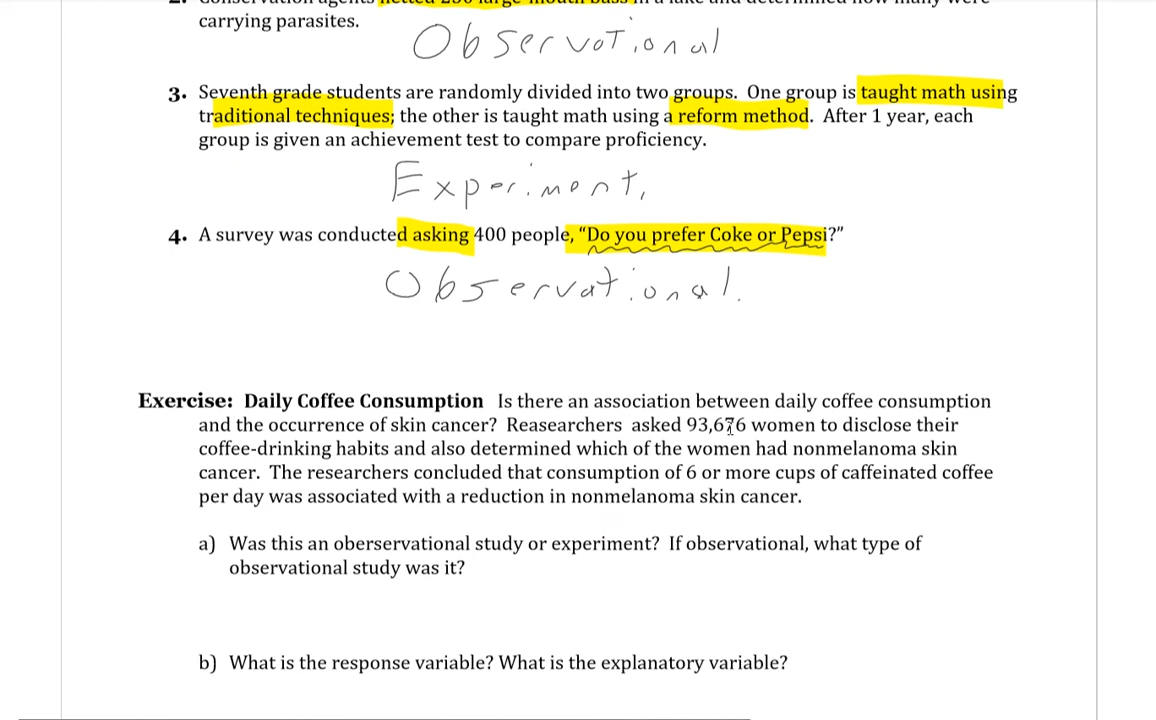 carrying parasites.
Observational
3. Seventh grade students are randomly divided into two groups. One group is taught math using
traditional techniques; the other is taught math using a reform method. After 1 year, each
group is given an achievement test to compare proficiency.
Experiment.
4. A survey was conducted asking 400 people, “Do you prefer Coke or Pepsi?”
Observational.
Exercise: Daily Coffee Consumption Is there an association between daily coffee consumption
and the occurrence of skin cancer? Reasearchers asked 93,676 women to disclose their
coffee-drinking habits and also determined which of the women had nonmelanoma skin
cancer. The researchers concluded that consumption of 6 or more cups of caffeinated coffee
per day was associated with a reduction in nonmelanoma skin cancer.
a) Was this an oberservational study or experiment? If observational, what type of
observational study was it?
b) What is the response variable? What is the explanatory variable?